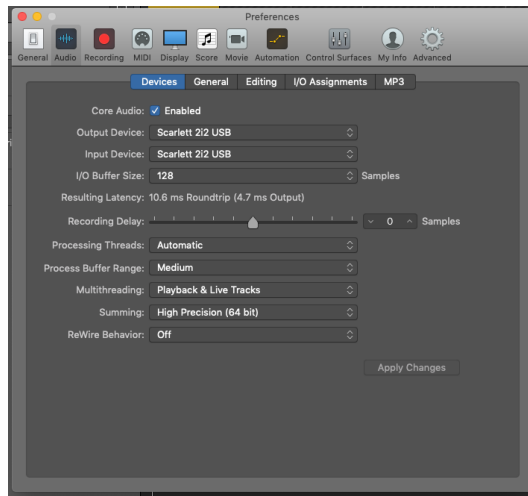 Preferences
General Audio Recording MIDI Display Score Movie Automation Control Surfaces My Info Advanced
Devices General Editing I/O Assignments MP3
Core Audio: Enabled
Output Device: Scarlett 2i2 USB
Input Device: Scarlett 2i2 USB
I/O Buffer Size: 128 Samples
Resulting Latency: 10.6 ms Roundtrip (4.7 ms Output)
Recording Delay: 0 Samples
Processing Threads: Automatic
Process Buffer Range: Medium
Multithreading: Playback & Live Tracks
Summing: High Precision (64 bit)
ReWire Behavior: Off
Apply Changes